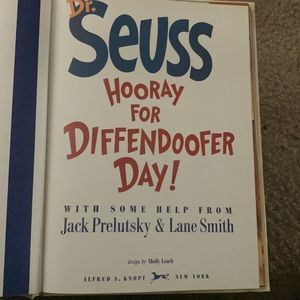 Dr.
Seuss
HOORAY
FOR
DIFFENDOOFER
DAY!
WITH SOME HELP FROM
Jack Prelutsky & Lane Smith
design by Molly Leach
ALFRED A. KNOPF NEW YORK